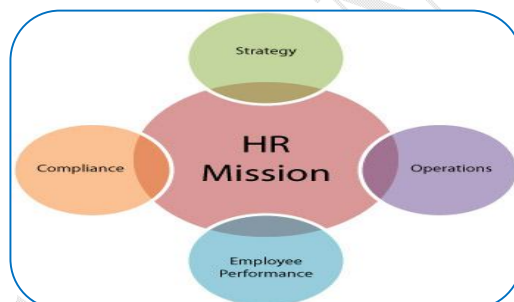 Strategy
HR
Mission
Compliance
Operations
Employee
Performance